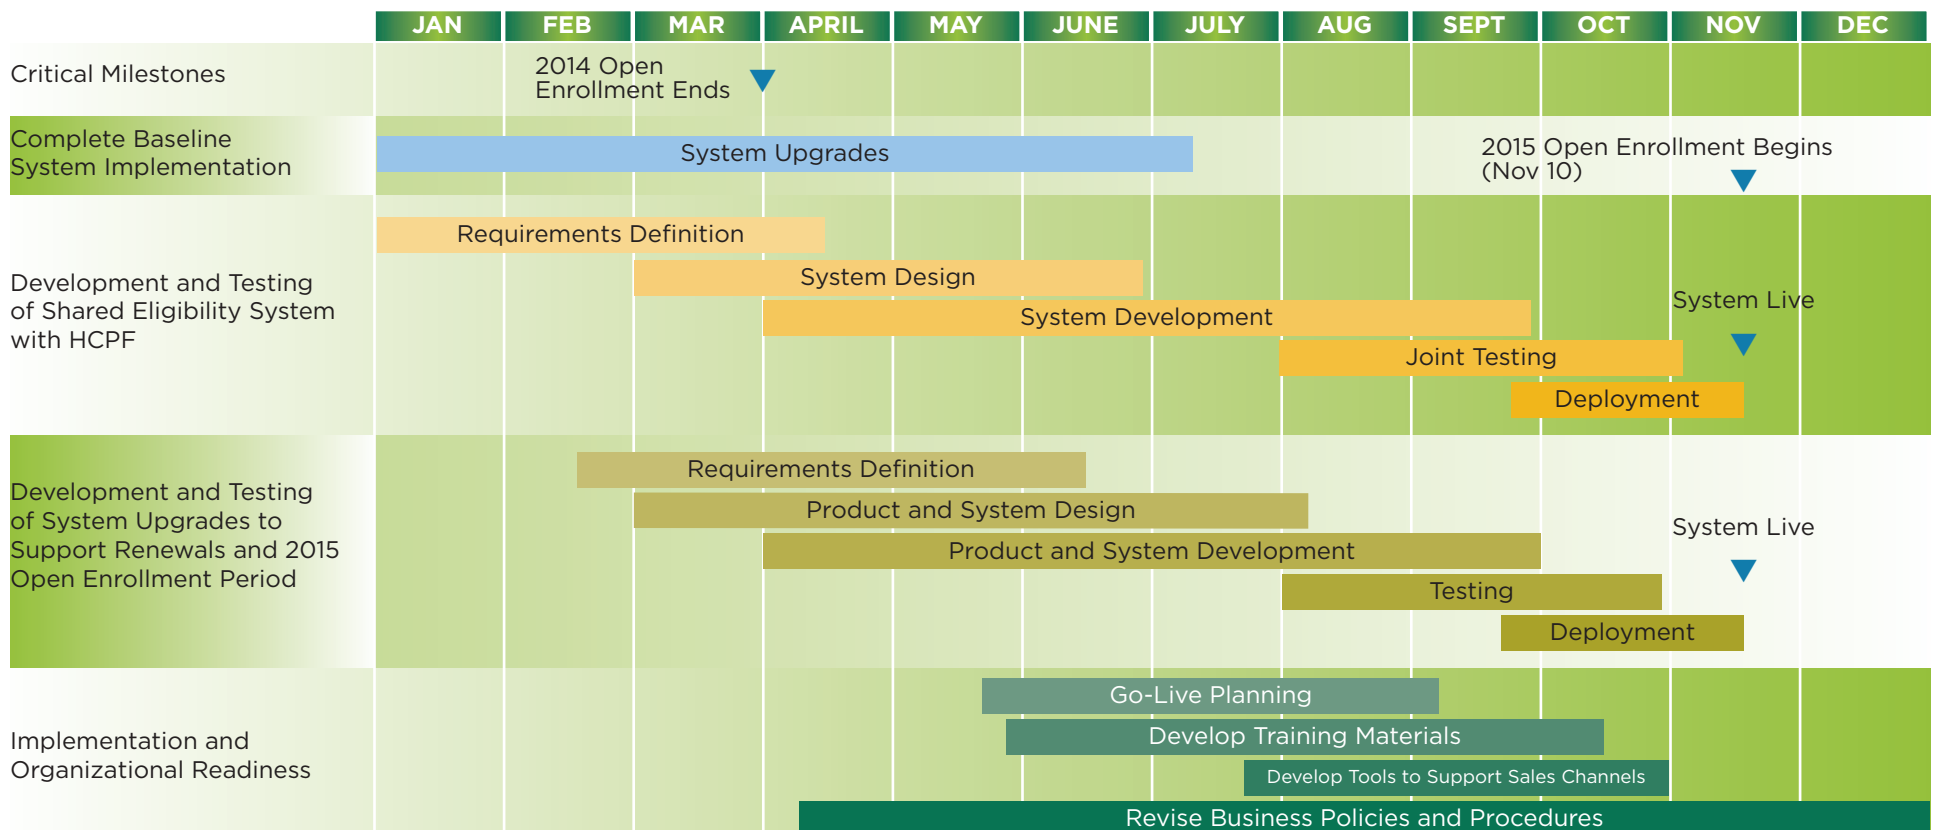 JAN FEB MAR APRIL MAY JUNE JULY AUG SEPT OCT NOV DEC
Critical Milestones
2014 Open
Enrollment Ends
Complete Baseline
System Implementation
System Upgrades
2015 Open Enrollment Begins
(Nov 10)
Development and Testing
of Shared Eligibility System
with HCPF
Requirements Definition
System Design
System Development
Joint Testing
Deployment
System Live
Development and Testing
of System Upgrades to
Support Renewals and 2015
Open Enrollment Period
Requirements Definition
Product and System Design
Product and System Development
Testing
Deployment
System Live
Implementation and
Organizational Readiness
Go-Live Planning
Develop Training Materials
Develop Tools to Support Sales Channels
Revise Business Policies and Procedures